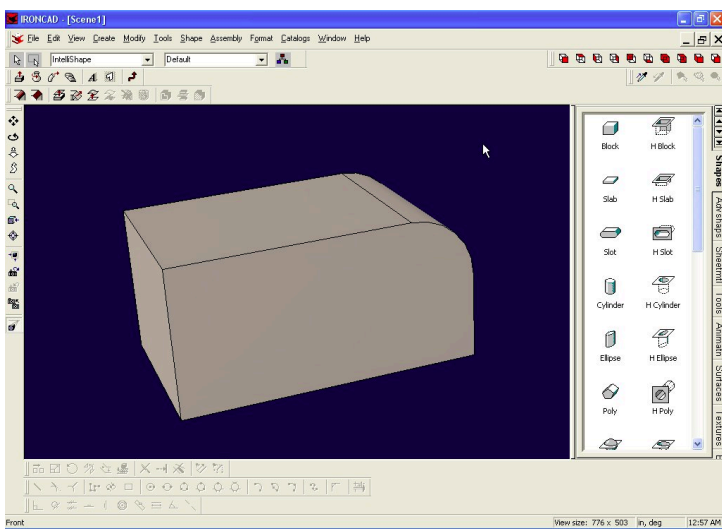 IRONCAD - [Scene1]
File Edit View Create Modify Tools Shape Assembly Format Catalogs Window Help
IntelliShape Default
Block H Block
Slab H Slab
Slot H Slot
Cylinder H Cylinder
Ellipse H Ellipse
Poly H Poly
Shapes
AdvShaps
Sheetmtl
Tools
Animatn
Surfaces
Textures
Front View size: 776 x 503 in, deg 12:57 AM